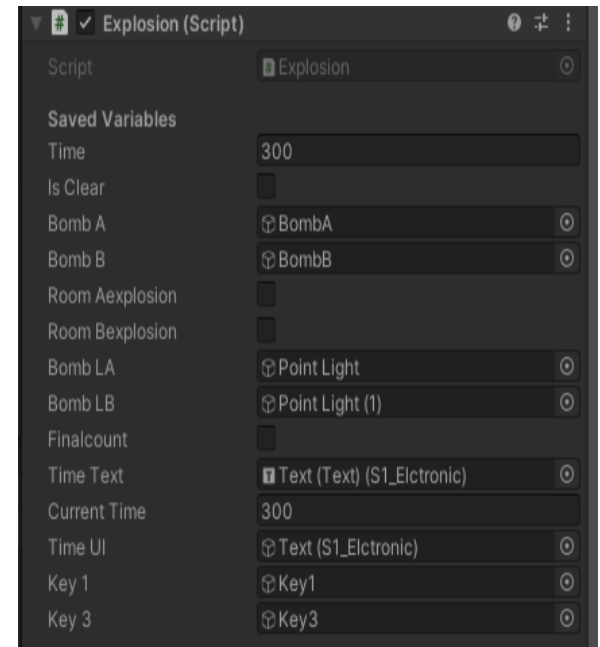 Explosion (Script)
Script Explosion
Saved Variables
Time 300
Is Clear
Bomb A BombA
Bomb B BombB
Room Aexplosion
Room Bexplosion
Bomb LA Point Light
Bomb LB Point Light (1)
Finalcount
Time Text Text (Text) (S1_Elctronic)
Current Time 300
Time UI Text (S1_Elctronic)
Key 1 Key1
Key 3 Key3